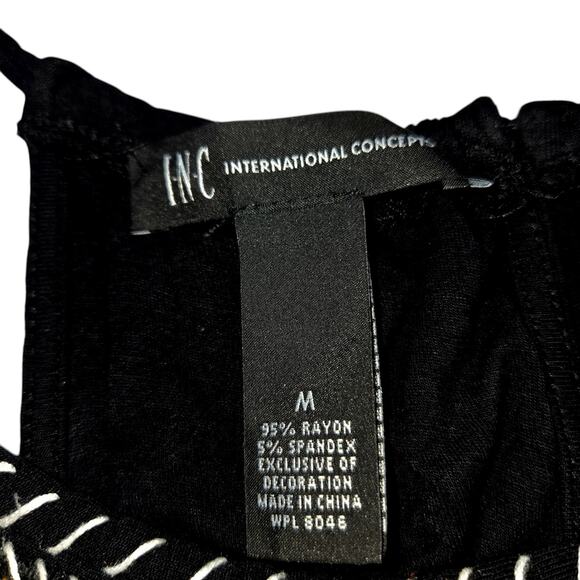 I·N·C INTERNATIONAL CONCEPTS
M
95% RAYON
5% SPANDEX
EXCLUSIVE OF
DECORATION
MADE IN CHINA
WPL 8046